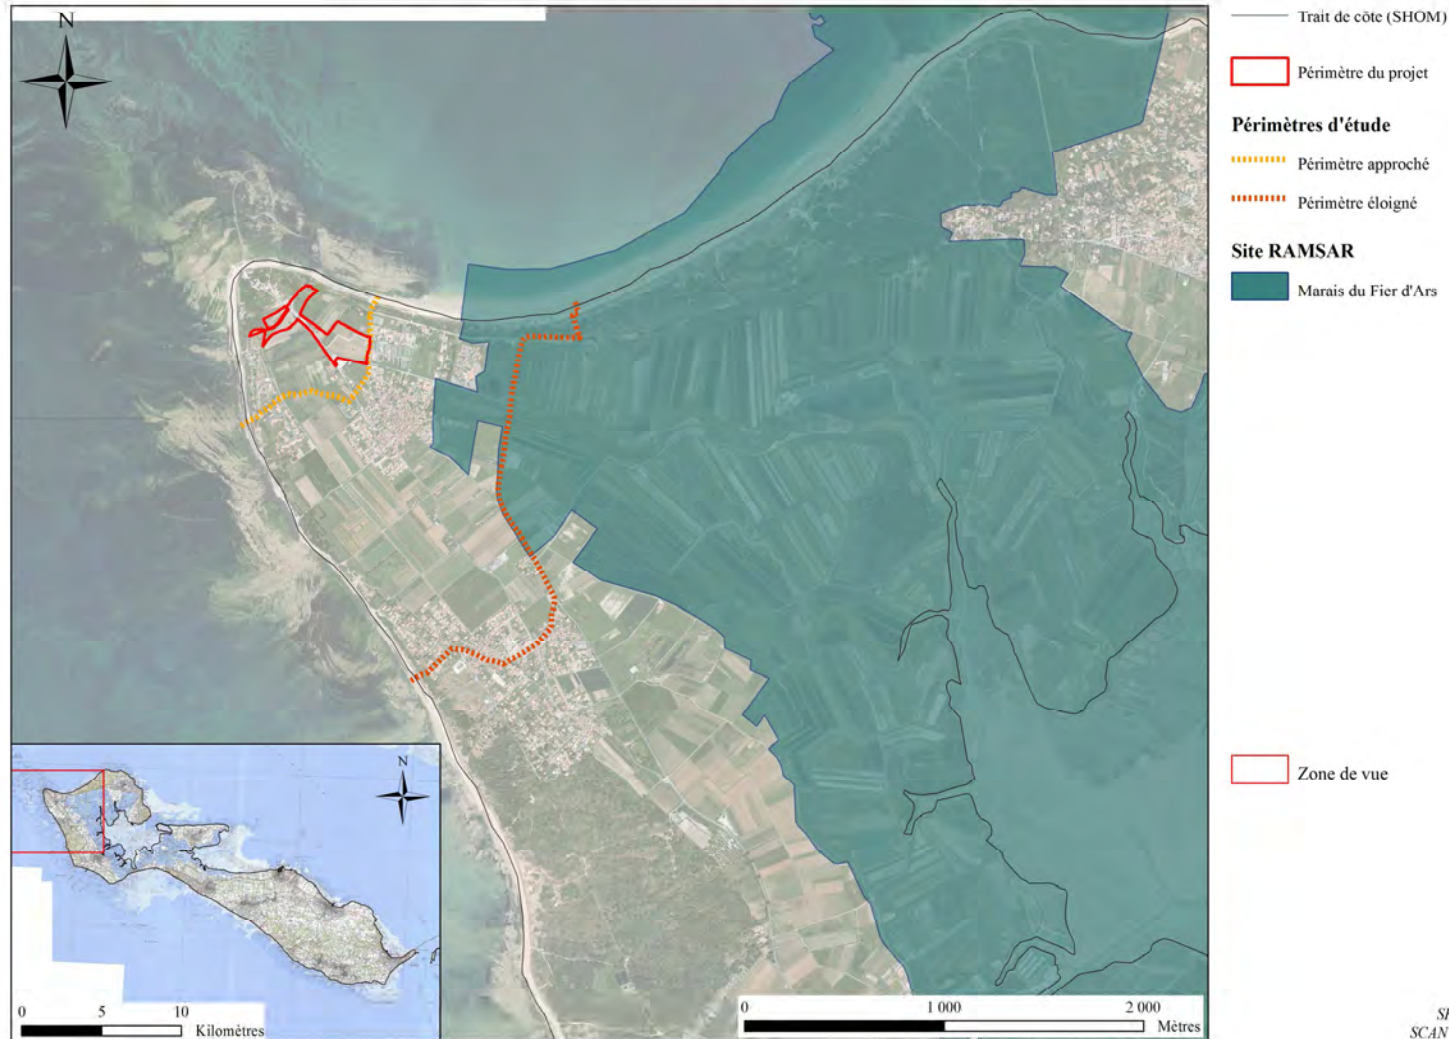 N
Trait de côte (SHOM)
Périmètre du projet
Périmètres d'étude
Périmètre approché
Périmètre éloigné
Site RAMSAR
Marais du Fier d'Ars
Zone de vue
N
0 5 10
Kilomètres
0 1 000 2 000
Mètres
SCAN